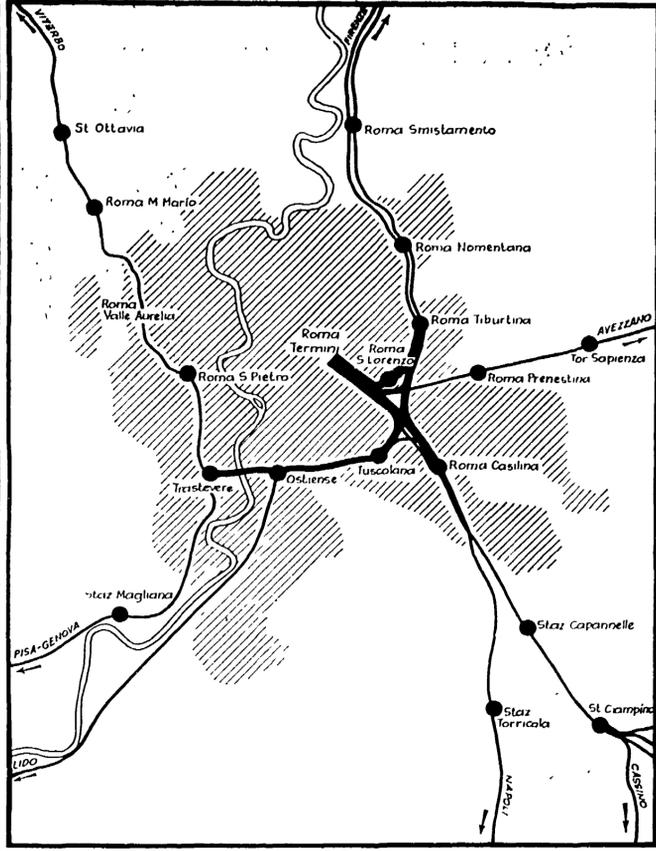 VITERBO
FIRENZE
St Ottavia
Roma Smistamento
Roma M Mario
Roma Nomentana
Roma
Valle Aurelia
Roma Tiburtina
AVEZZANO
Roma
Termini
Roma
S Lorenzo
Tor Sapienza
Roma S Pietro
Roma Prenestina
Tuscolana
Roma Casilina
Trastevere
Ostiense
Staz Magliana
PISA-GENOVA
Staz Capannelle
Staz
Torricala
St Ciampino
LIDO
NAPOLI
CASSINO